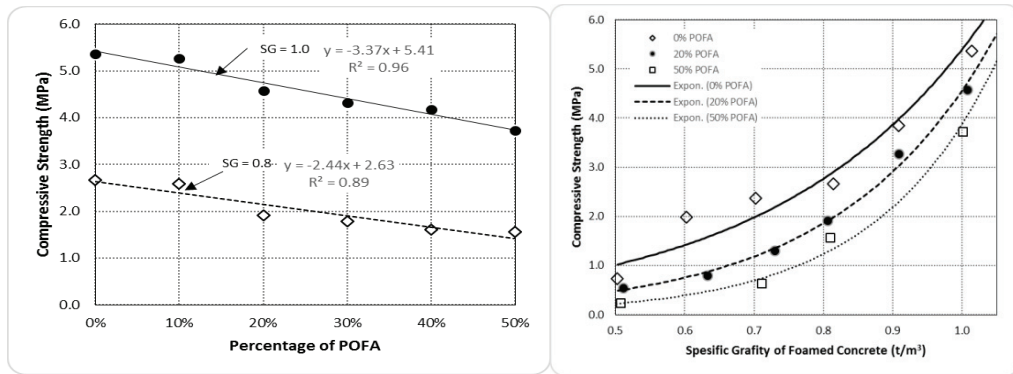 6.0
5.0
4.0
3.0
2.0
1.0
0.0
Compressive Strength (MPa)
SG = 1.0
y = -3.37x + 5.41
R² = 0.96
SG = 0.8
y = -2.44x + 2.63
R² = 0.89
0%
10%
20%
30%
40%
50%
Percentage of POFA
6.0
5.0
4.0
3.0
2.0
1.0
0.0
Compressive Strength (MPa)
0% POFA
20% POFA
50% POFA
Expon. (0% POFA)
Expon. (20% POFA)
Expon. (50% POFA)
0.5
0.6
0.7
0.8
0.9
1.0
Spesific Grafity of Foamed Concrete (t/m³)